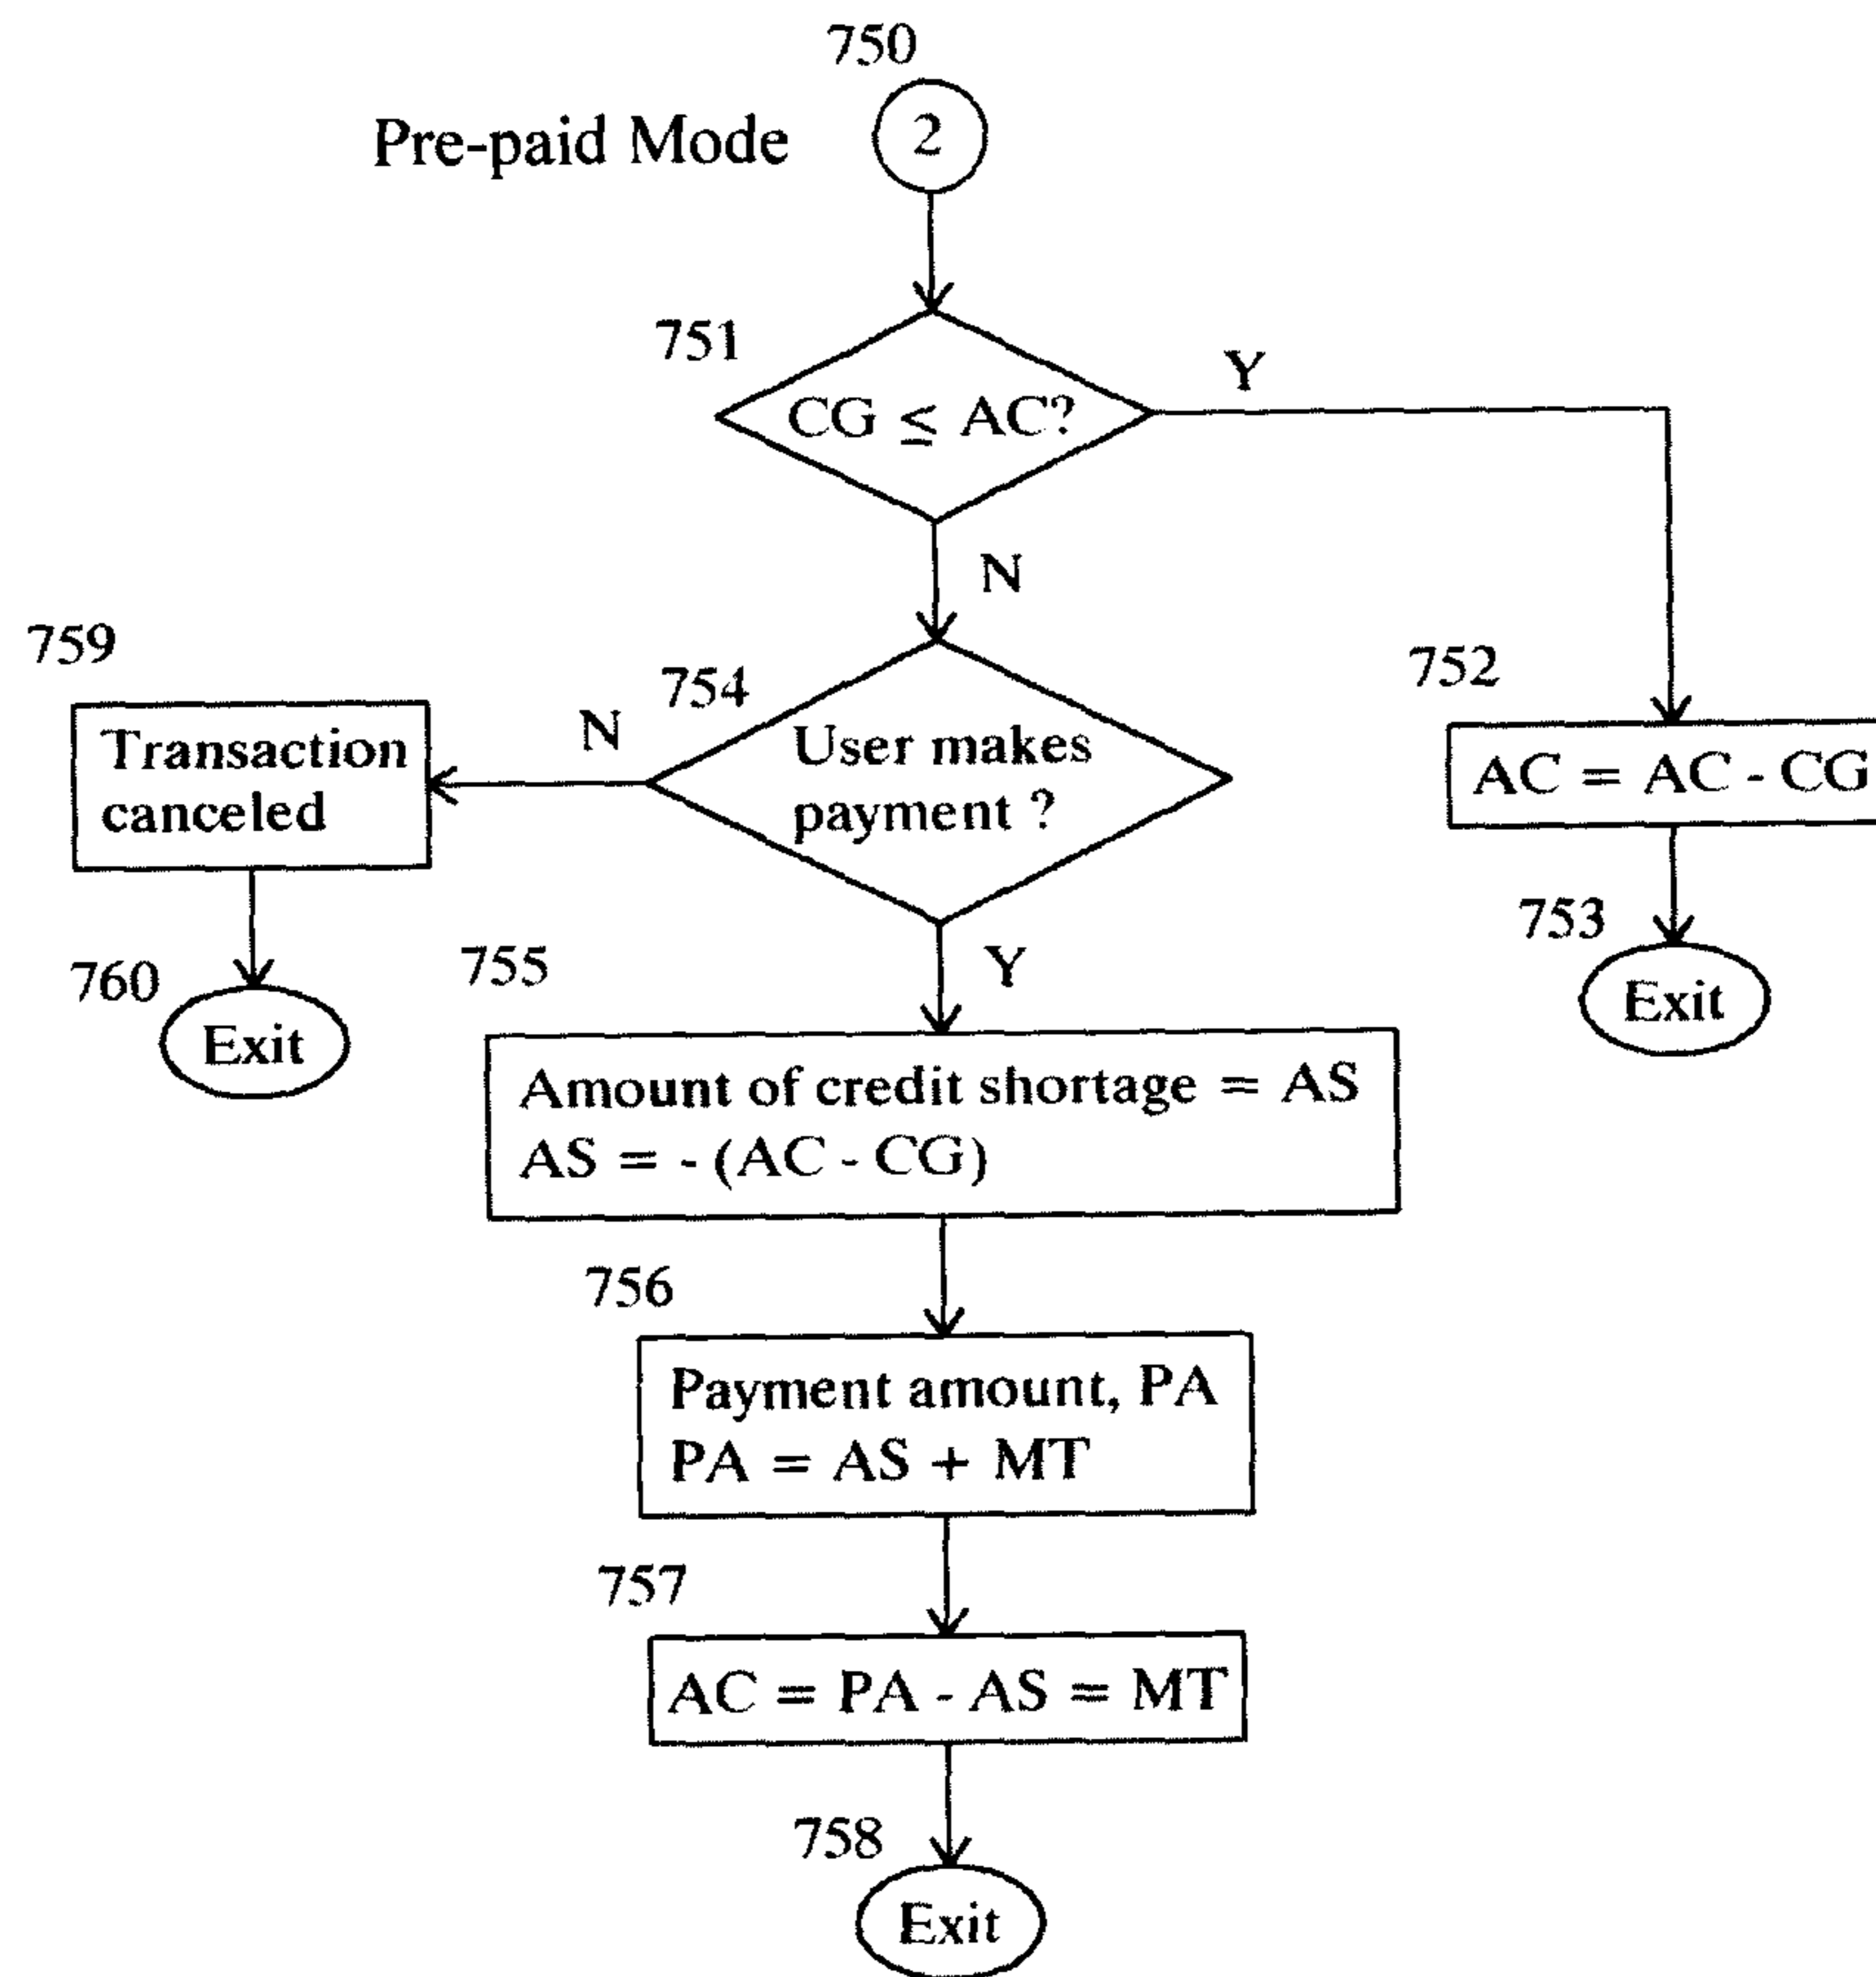 750
Pre-paid Mode
2
751
CG ≤ AC?
Y
N
759
754
752
Transaction
canceled
N
User makes
payment ?
AC = AC - CG
753
Exit
760
Exit
755
Y
Amount of credit shortage = AS
AS = - (AC - CG)
756
Payment amount, PA
PA = AS + MT
757
AC = PA - AS = MT
758
Exit